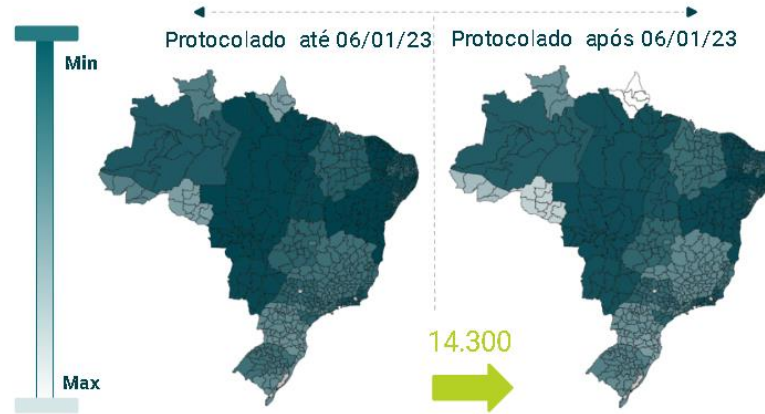 Protocolado até 06/01/23
Protocolado após 06/01/23
Min
14.300
Max